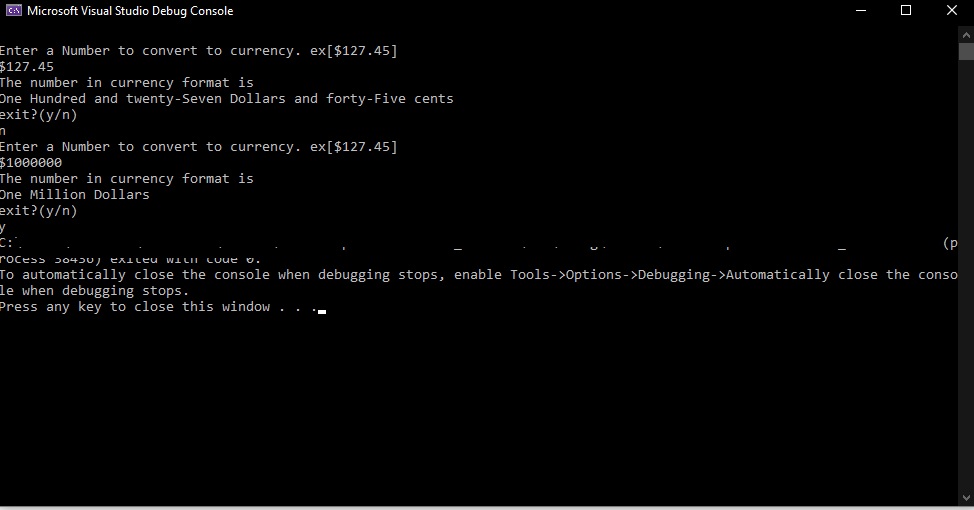 Microsoft Visual Studio Debug Console
Enter a Number to convert to currency. ex[$127.45]
$127.45
The number in currency format is
One Hundred and twenty-Seven Dollars and forty-Five cents
exit?(y/n)
n
Enter a Number to convert to currency. ex[$127.45]
$1000000
The number in currency format is
One Million Dollars
exit?(y/n)
y
C: (p
rocess 38436) exited with code 0.
To automatically close the console when debugging stops, enable Tools->Options->Debugging->Automatically close the conso
le when debugging stops.
Press any key to close this window . . .